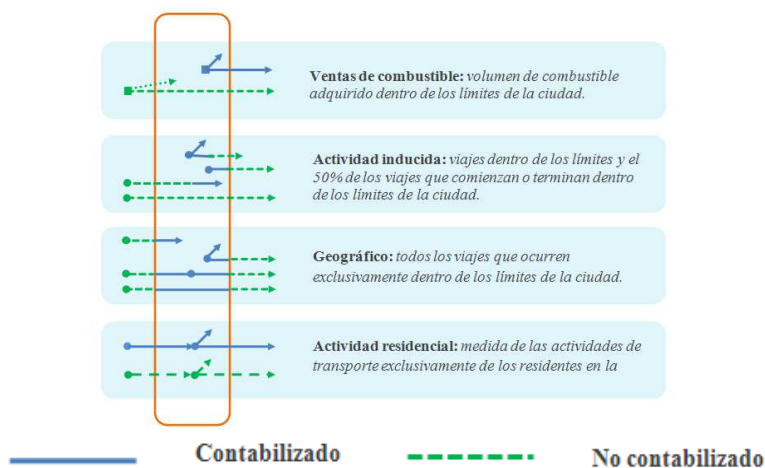 Ventas de combustible: volumen de combustible
adquirido dentro de los límites de la ciudad.
Actividad inducida: viajes dentro de los límites y el
50% de los viajes que comienzan o terminan dentro
de los límites de la ciudad.
Geográfico: todos los viajes que ocurren
exclusivamente dentro de los límites de la ciudad.
Actividad residencial: medida de las actividades de
transporte exclusivamente de los residentes en la
Contabilizado
No contabilizado